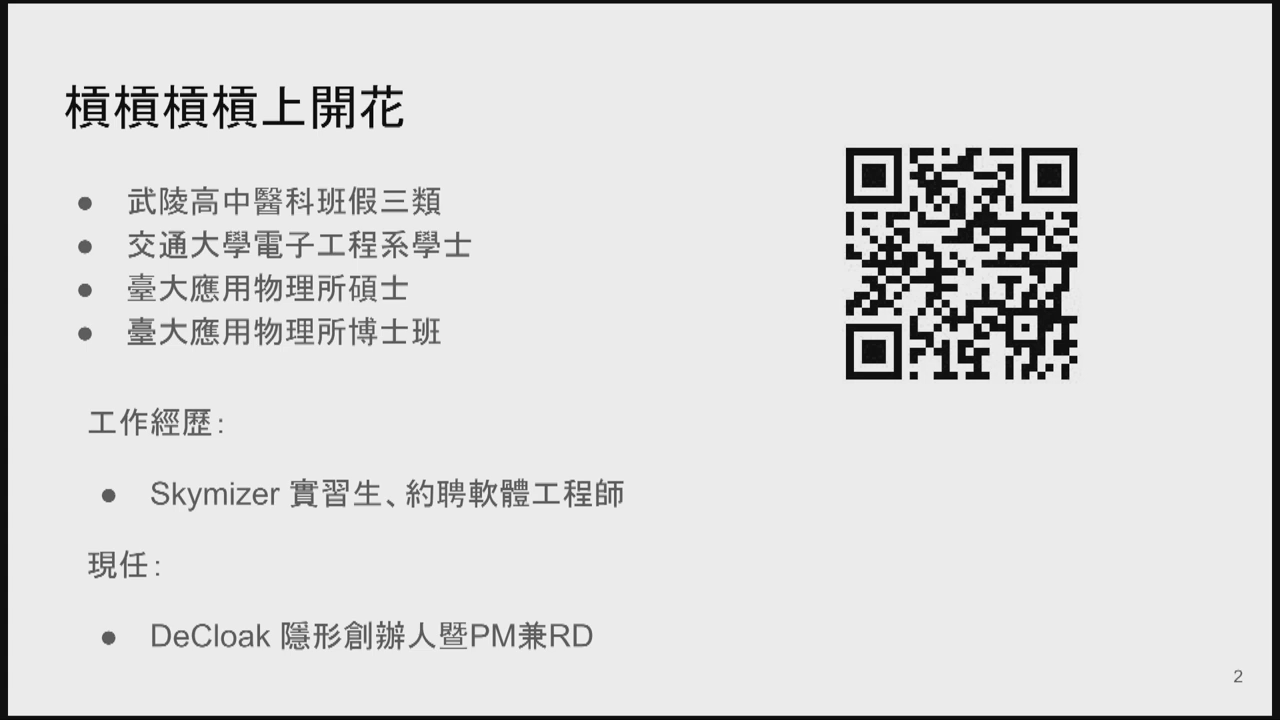 槓槓槓槓上開花
● 武陵高中醫科班假三類
● 交通大學電子工程系學士
● 臺大應用物理所碩士
● 臺大應用物理所博士班
工作經歷：
● Skymizer 實習生、約聘軟體工程師
現任：
● DeCloak 隱形創辦人暨PM兼RD
2